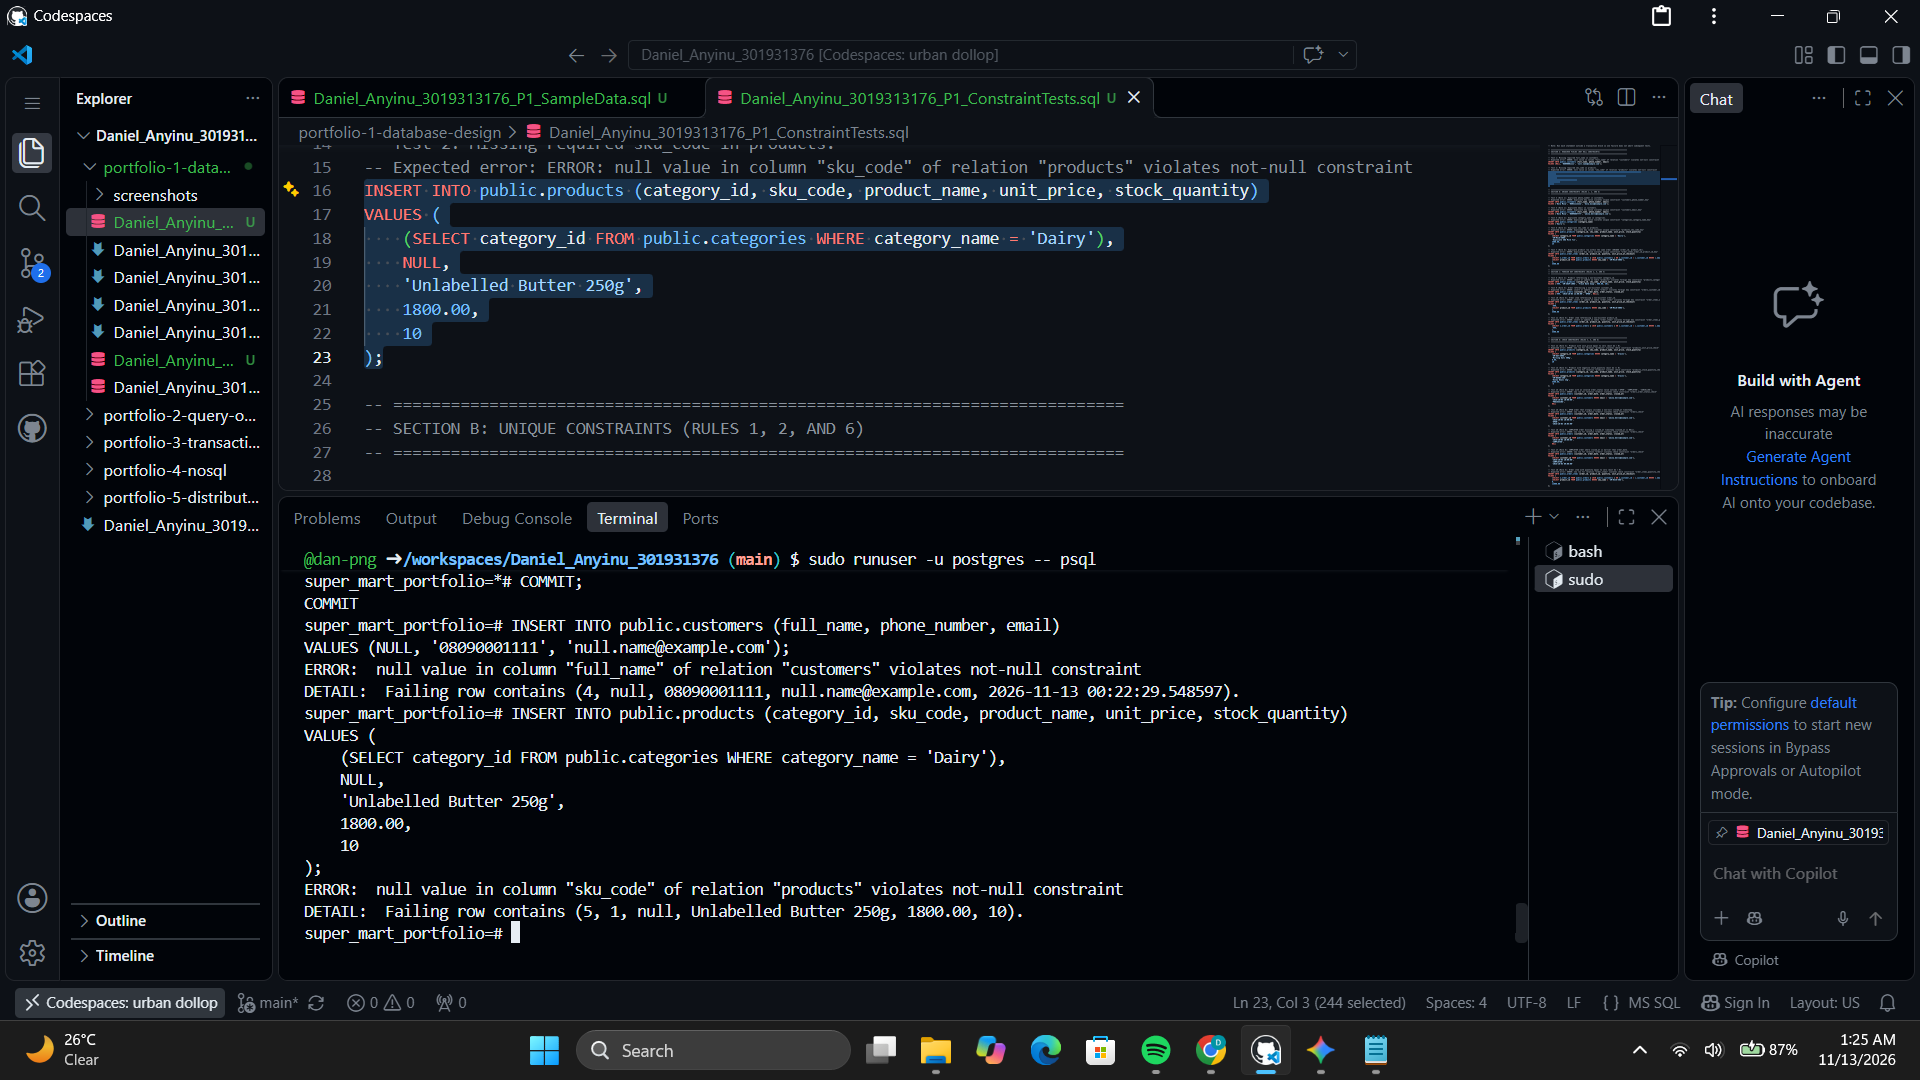 Codespaces
Daniel_Anyinu_301931376 [Codespaces: urban dollop]
Explorer
Daniel_Anyinu_301931...
portfolio-1-data...
screenshots
Daniel_Anyinu_... U
Daniel_Anyinu_301...
Daniel_Anyinu_301...
Daniel_Anyinu_301...
Daniel_Anyinu_301...
Daniel_Anyinu_... U
Daniel_Anyinu_301...
portfolio-2-query-o...
portfolio-3-transacti...
portfolio-4-nosql
portfolio-5-distribut...
Daniel_Anyinu_3019...
Outline
Timeline
2
Daniel_Anyinu_3019313176_P1_SampleData.sql U
Daniel_Anyinu_3019313176_P1_ConstraintTests.sql U
portfolio-1-database-design > Daniel_Anyinu_3019313176_P1_ConstraintTests.sql
14 -- Test 2: Missing required sku_code in products.
15 -- Expected error: ERROR: null value in column "sku_code" of relation "products" violates not-null constraint
16 INSERT INTO public.products (category_id, sku_code, product_name, unit_price, stock_quantity)
17 VALUES (
18 (SELECT category_id FROM public.categories WHERE category_name = 'Dairy'),
19 NULL,
20 'Unlabelled Butter 250g',
21 1800.00,
22 10
23 );
24
25 -- =========================================================================
26 -- SECTION B: UNIQUE CONSTRAINTS (RULES 1, 2, AND 6)
27 -- =========================================================================
28
Problems Output Debug Console Terminal Ports
@dan-png ➜/workspaces/Daniel_Anyinu_301931376 (main) $ sudo runuser -u postgres -- psql
super_mart_portfolio=*# COMMIT;
COMMIT
super_mart_portfolio=# INSERT INTO public.customers (full_name, phone_number, email)
VALUES (NULL, '08090001111', 'null.name@example.com');
ERROR:  null value in column "full_name" of relation "customers" violates not-null constraint
DETAIL:  Failing row contains (4, null, 08090001111, null.name@example.com, 2026-11-13 00:22:29.548597).
super_mart_portfolio=# INSERT INTO public.products (category_id, sku_code, product_name, unit_price, stock_quantity)
VALUES (
(SELECT category_id FROM public.categories WHERE category_name = 'Dairy'),
NULL,
'Unlabelled Butter 250g',
1800.00,
10
);
ERROR:  null value in column "sku_code" of relation "products" violates not-null constraint
DETAIL:  Failing row contains (5, 1, null, Unlabelled Butter 250g, 1800.00, 10).
super_mart_portfolio=#
bash
sudo
Chat
Build with Agent
AI responses may be
inaccurate
Generate Agent
Instructions to onboard
AI onto your codebase.
Tip: Configure default
permissions to start new
sessions in Bypass
Approvals or Autopilot
mode.
Daniel_Anyinu_30193
Chat with Copilot
Copilot
Codespaces: urban dollop main* 0 0 0
Ln 23, Col 3 (244 selected) Spaces: 4 UTF-8 LF { } MS SQL Sign In Layout: US
26°C
Clear
Search
87%
1:25 AM
11/13/2026